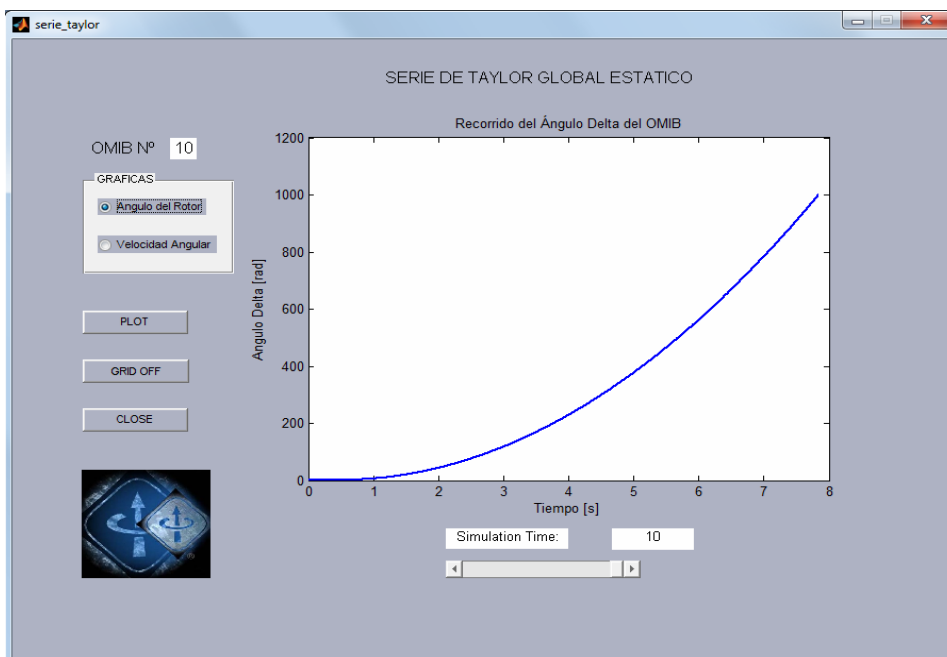 serie_taylor
SERIE DE TAYLOR GLOBAL ESTATICO
OMIB Nº 10
GRAFICAS
Angulo del Rotor
Velocidad Angular
PLOT
GRID OFF
CLOSE
Recorrido del Ángulo Delta del OMIB
Angulo Delta [rad]
1200
1000
800
600
400
200
0
0 1 2 3 4 5 6 7 8
Tiempo [s]
Simulation Time: 10